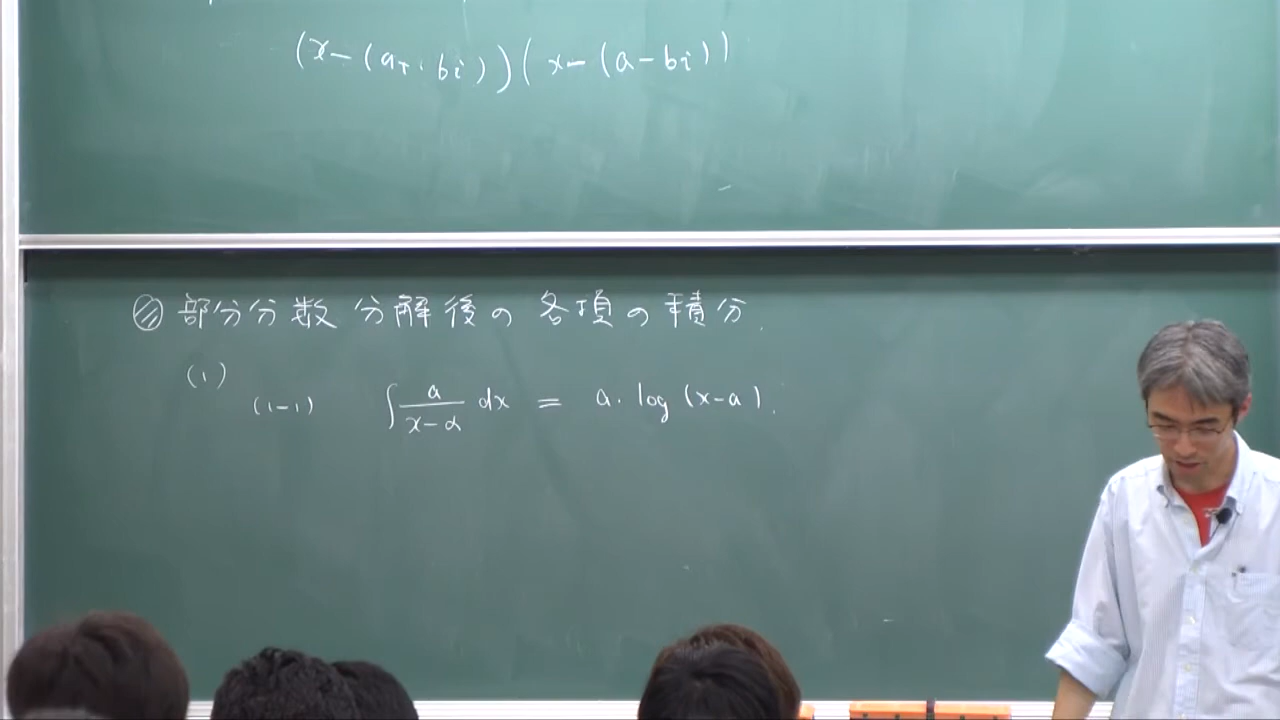 (x-(a+bi))(x-(a-bi))
◎ 部分分数分解後の各項の積分.
(1)
(1-1) ∫ a/(x-α) dx = a·log(x-a).